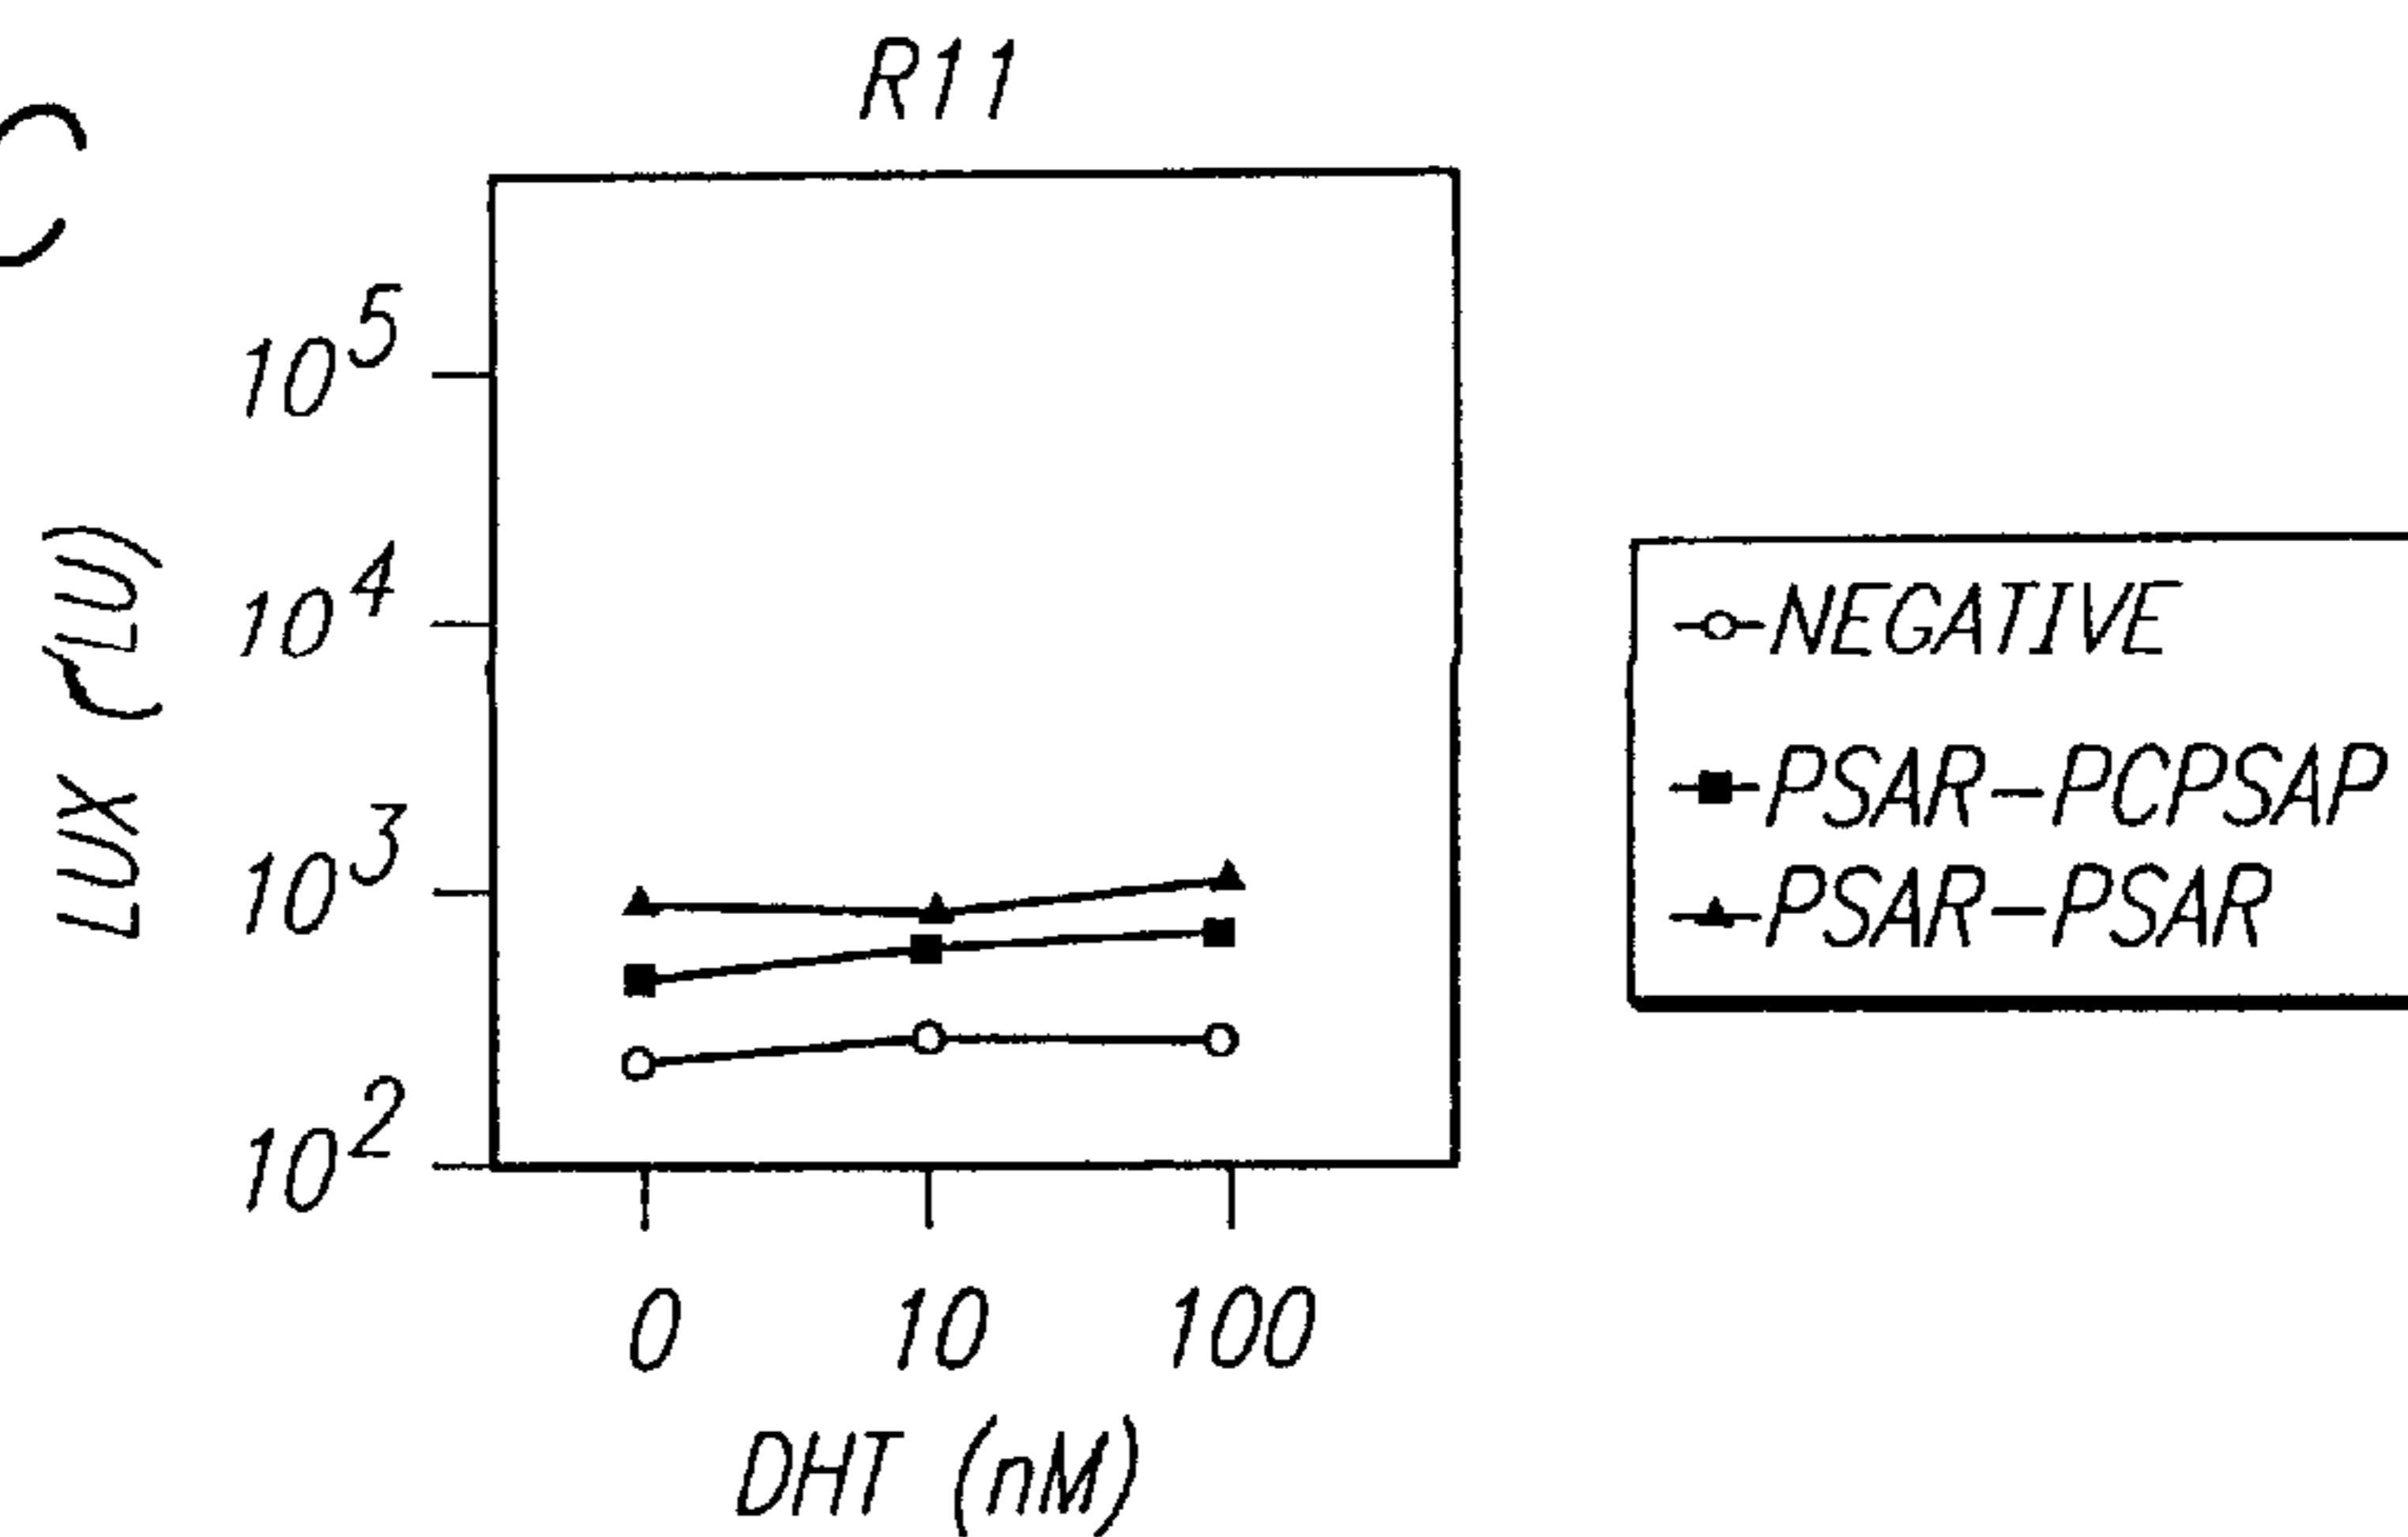 C
R11
10^5
10^4
10^3
10^2
LUX (RLU)
0 10 100
DHT (nM)
NEGATIVE
PSAR-PCPSAP
PSAR-PSAR